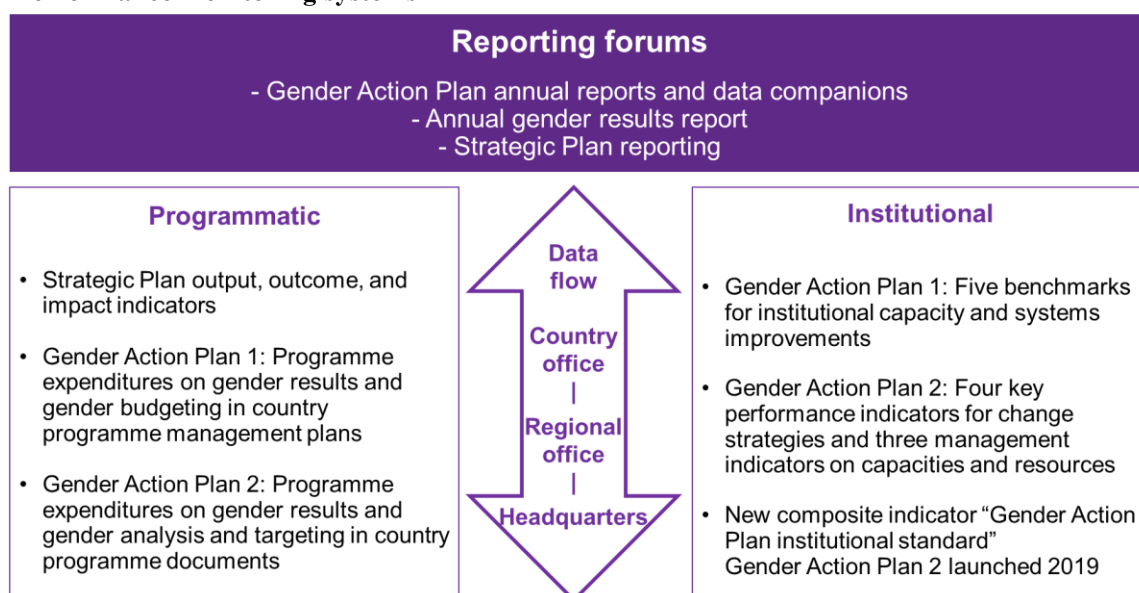 Reporting forums
- Gender Action Plan annual reports and data companions
- Annual gender results report
- Strategic Plan reporting
Programmatic
• Strategic Plan output, outcome, and
impact indicators
• Gender Action Plan 1: Programme
expenditures on gender results and
gender budgeting in country
programme management plans
• Gender Action Plan 2: Programme
expenditures on gender results and
gender analysis and targeting in country
programme documents
Data
flow
Country
office
|
Regional
office
|
Headquarters
Institutional
• Gender Action Plan 1: Five benchmarks
for institutional capacity and systems
improvements
• Gender Action Plan 2: Four key
performance indicators for change
strategies and three management
indicators on capacities and resources
• New composite indicator “Gender Action
Plan institutional standard”
Gender Action Plan 2 launched 2019